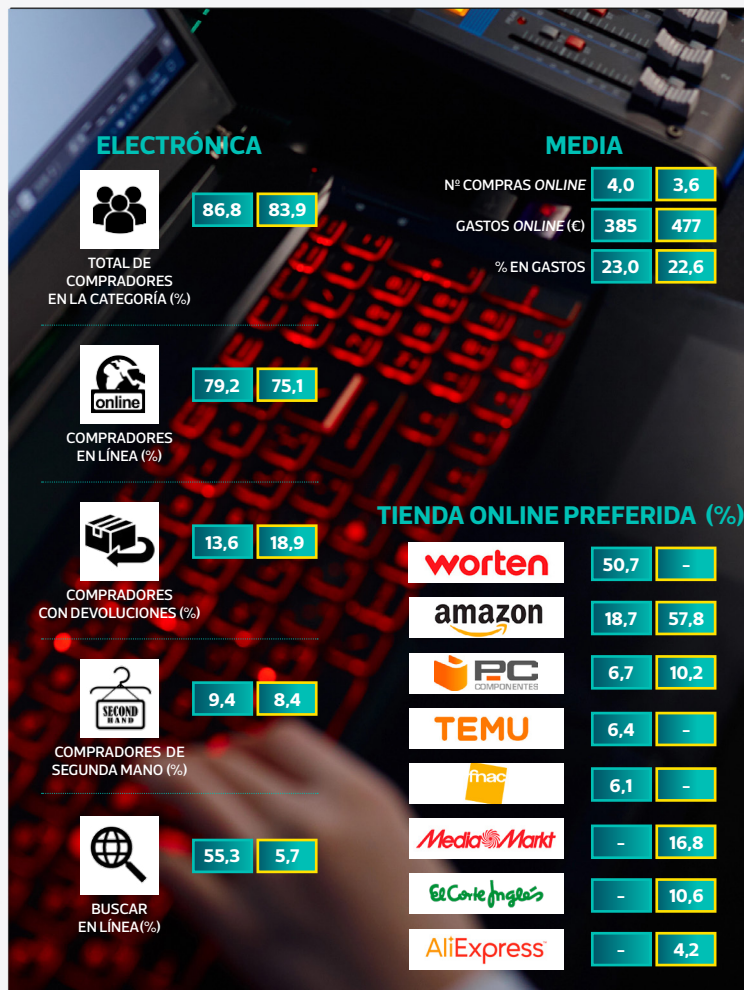 ELECTRÓNICA
86,8 83,9
TOTAL DE
COMPRADORES
EN LA CATEGORÍA (%)
online
79,2 75,1
COMPRADORES
EN LÍNEA (%)
13,6 18,9
COMPRADORES
CON DEVOLUCIONES (%)
SECOND
HAND
9,4 8,4
COMPRADORES DE
SEGUNDA MANO (%)
55,3 5,7
BUSCAR
EN LÍNEA(%)
MEDIA
Nº COMPRAS ONLINE 4,0 3,6
GASTOS ONLINE (€) 385 477
% EN GASTOS 23,0 22,6
TIENDA ONLINE PREFERIDA (%)
worten 50,7 -
amazon 18,7 57,8
PC
COMPONENTES
6,7 10,2
TEMU 6,4 -
fnac 6,1 -
MediaMarkt - 16,8
El Corte Inglés - 10,6
AliExpress - 4,2